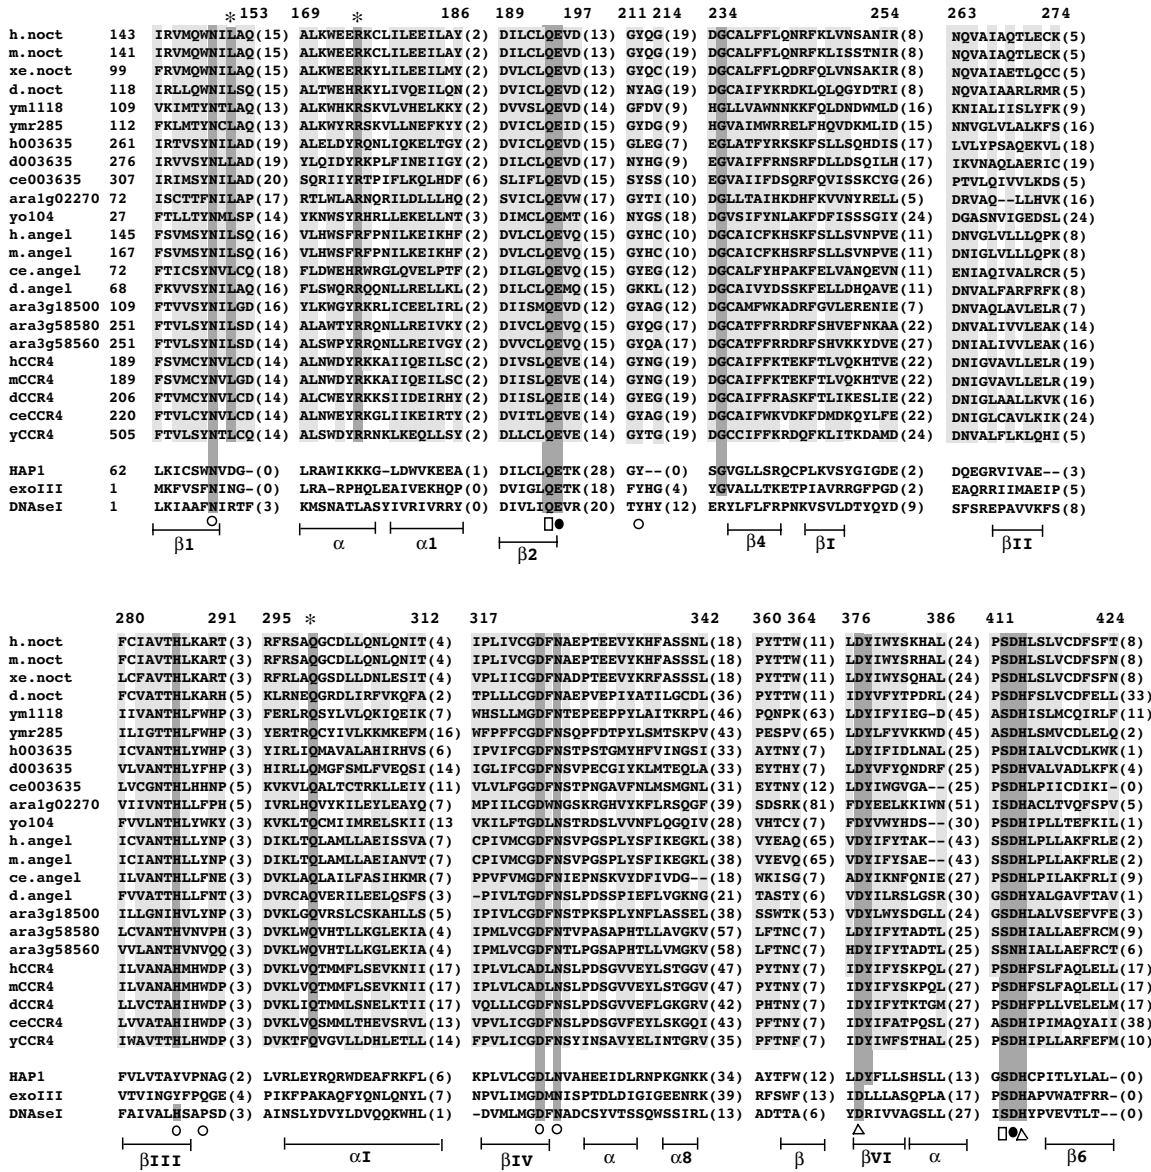 * 153 169 * 186 189 197 211 214 234 254 263 274
h.noct 143 IRVMQWNILAQ(15) ALKWEERKCLILEEILAY(2) DILCLQEVD(13) GYQG(19) DGCALFFLQNRFKLVNSANIR(8) NQVAIAQTLECK(5)
m.noct 141 IRVMQWNILAQ(15) ALKWEERKCLILEEILAY(2) DILCLQEVD(13) GYQG(19) DGCALFFLQNRFKLVNSANIR(8) NQVAIAQTLECK(5)
xe.noct 99 FRVMQWNILAQ(15) ALKWEERKYLILEEILMY(2) DVLCLQEVD(13) GYQC(19) DGCALFFLQDRFQLVNSAKIR(8) NQVAIAETLQCC(5)
d.noct 118 IRLLQWNILSQ(15) ALTWEHRKYLIVQEILQN(2) DVICLQEVD(12) NYAG(19) DGCAIFYKRDKLQLQGYDTRI(8) NQVAIAARLRMR(5)
ym1118 109 VKIMTYNTLAQ(15) ALKWHKRSKVLVHELKKY(2) DVVSLQEVD(14) GFDV(9) HGLLVAWNNKKFQLDNDWMLD(16) KNIALIISLYFK(9)
ymr285 112 FKLMTYNCLAQ(13) ALKWYRRSKVLLNEFKYY(2) DVICLQEID(15) GYDG(9) HGVAIMWRRELFHQVDKMLID(15) NNVGLVLALKFS(16)
h003635 261 IRTVSYNILAD(19) ALELDYRQNLIQKELTGY(2) DVICLQEVD(15) GLEG(7) EGLATFYRKSRFSLLSQHDIS(17) LVLYPSAQEKVL(18)
d003635 276 IRVVSYNLLAD(19) YLQIDYRKPLFINEIIGY(2) DVICLQEVD(17) NYHG(9) EGVAIFFRNSRFDLLDSQILH(17) IKVNAQLAERIC(19)
ce003635 307 IRIMSYNILAD(20) SQRIIYRTPIFLKQLHDF(6) SLIFLQEVD(15) SYSS(10) EGVAIIFDSQRFQVISSKCYG(26) PTVLQIVVLKDS(5)
ara1g02270 72 ISCTTFNILAP(17) RTLWLARNQRILDLLLHQ(2) SVICLQEVW(17) GYTI(10) DGLLTAIHKDHFKVVNYRELL(5) DRVAQ--LLHVK(16)
yo104 27 FTLLTYNMLSP(14) YKNWSYRHRLLEKELLNT(3) DIMCLQEMT(16) NYGS(18) DGVSIFYNLAKFDFISSSGIY(24) DGASNVIGEDSL(24)
h.angel 145 FSVMSYNILSQ(16) VLHWSFRFPNILKEIKHF(2) DVLCLQEVQ(15) GYHC(10) DGCAICFKHSKFSLLSVNPVE(11) DNVGLVLLLQPK(8)
m.angel 167 FSVMSYNILSQ(16) VLHWSFRFPNILKEIKHF(2) DVLCLQEVQ(15) GYHC(10) DGCAICFKHSRFSLLSVNPVE(11) DNIGLVLLLQPK(8)
ce.angel 72 FTICSYNVLCQ(18) FLDWEHRWRGLQVELPTF(2) DILGLQEVQ(15) GYEG(12) DGCALFYHPAKFELVANQEVN(11) ENIAQIVALRCR(5)
d.angel 68 FKVVSYNILAQ(16) FLSWQRRQQNLLRELLKL(2) DILCLQEMQ(15) GKKL(12) DGCAIVYDSSKFELLDHQAVE(11) DNVALFARFRFK(8)
ara3g18500 109 FTVVSYNILGD(16) YLKWGYRKRLICEELIRL(2) DIISMQEVD(12) GYAG(12) DGCAMFWKADRFGVLERENIE(7) DNVAQLAVLELR(7)
ara3g58580 251 FTVLSYNILSD(14) ALAWTYRRQNLLREIVKY(2) DIVCLQEVQ(15) GYQG(17) DGCATFFRRDRFSHVEFNKAA(22) DNVALIVVLEAK(14)
ara3g58560 251 FTVLSYNILSD(14) ALSWPYRRQNLLREIVGY(2) DVVCLQEVQ(15) GYQA(17) DGCATFFRRDRFSHVKKYDVE(27) DNIALIVVLEAK(16)
hCCR4 189 FSVMCYNVLCD(14) ALNWDYRKKAIIQEILSC(2) DIVSLQEVE(14) GYNG(19) DGCAIFFKTEKFTLVQKHTVE(22) DNIGVAVLLELR(19)
mCCR4 189 FSVMCYNVLGD(14) ALNWDYRKKAIIQEILSC(2) DIISLQEVE(14) GYNG(19) DGCAIFFKTEKFTLVQKHTVE(22) DNIGVAVLLELR(19)
dCCR4 206 FTVMCYNVLCD(14) ALCWEYRKKSIIDEIRHY(2) DIISLQEIE(14) GYEG(19) DGCAIFFRASKFTLIKESLIE(22) DNIGLAALLKVK(16)
ceCCR4 220 FTVLCYNVLCD(14) ALNWEYRKGLIIKEIRTY(2) DVITLQEVE(14) GYAG(19) DGCAIFWKVDKFDMDKQYLFE(22) DNIGLCAVLKIK(24)
yCCR4 505 FTVLSYNTLCQ(14) ALSWDYRRNKLKEQLLSY(2) DLLCLQEVE(14) GYTG(19) DGCCIFFKRDQFKLITKDAMD(24) DNVALFLKLQHI(5)
HAP1 62 LKICSWNVDG-(0) LRAWIKKKG-LDWVKEEA(1) DILCLQETK(28) GY--(0) SGVGLLSRQCPLKVSYGIGDE(2) DQEGRVIVAE--(3)
exoIII 1 MKFVSFNING-(0) LRA-RPHQLEAIVEKHQP(0) DVIGLQETK(18) FYHG(4) YGVALLTKETPIAVRRGFPGD(2) EAQRRIIMAEIP(5)
DNAseI 1 LKIAAFNIRTF(3) KMSNATLASYIVRIVRRY(0) DIVLIQEVR(20) TYHY(12) ERYLFLFRPNKVSVLDTYQYD(9) SFSREPAVVKFS(8)
β1 α α1 β2 β4 βI βII
280 291 295 * 312 317 342 360 364 376 386 411 424
h.noct FCIAVTHLKART(3) RFRSAQGCDLLQNLQNIT(4) IPLIVCGDFNAEPTEEVYKHFASSNL(18) PYTTW(11) LDYIWYSKHAL(24) PSDHLSLVCDFSFT(8)
m.noct FCIAVTHLKART(3) RFRSAQGCDLLQNLQNIT(4) IPLIVCGDFNAEPTEEVYKHFASSSL(18) PYTTW(11) LDYIWYSRHAL(24) PSDHLSLVCDFSFN(8)
xe.noct LCFAVTHLKART(3) RFRLAQGSDLLDNLESIT(4) VPLIICGDFNADPTEEVYKRFASSSL(18) PYTTW(11) LDYIWYSQHAL(24) PSDHLSLVCDFSFN(8)
d.noct FCVATTHLKARH(5) KLRNEQGRDLIRFVKQFA(2) TPLLLCGDFNAEPVEPIYATILGCDL(36) PYTTW(11) LDYVFYTPDRL(24) PSDHFSLVCDFELL(33)
ym1118 IIVANTHLFWHP(3) FERLRQSYLVLQKIQEIK(7) WHSLLMGDFNTEPEEPPYLAITKRPL(46) PQNPK(63) LDYIFYIEG-D(45) ASDHISLMCQIRLF(11)
ymr285 ILIGTTHLFWHP(3) YERTRQCYIVLKKMKEFM(16) WFPFFCGDFNSQPFDTPYLSMTSKPV(43) PESPV(65) LDYLFYVKKWD(45) ASDHLSMVCDLELQ(2)
h003635 ICVANTHLYWHP(3) YIRLIQMAVALAHIRHVS(6) IPVIFCGDFNSTPSTGMYHFVINGSI(33) AYTNY(7) LDYIFIDLNAL(25) PSDHIALVCDLKWK(1)
d003635 VLVANTHLYFHP(3) HIRLLQMGFSMLFVEQSI(14) IGLIFCGDFNSVPECGIYKLMTEQLA(33) EYTHY(7) LDYVFYQNDRF(25) PSDHVALVADLKFK(4)
ce003635 LVCGNTHLHHNP(5) KVKVLQALTCTRKLLEIY(11) VLVLFGGDFNSTPNGAVFNLMSMGNL(31) EYTNY(12) LDYIWGVGA--(25) PSDHLPIICDIKI-(0)
ara1g02270 VIIVNTHLLFPH(5) IVRLHQVYKILEYLEAYQ(7) MPIILCGDWNGSKRGHVYKFLRSQGF(39) SDSRK(81) FDYEELKKIWN(51) ISDHACLTVQFSPV(5)
yo104 FVVLNTHLYWKY(3) KVKLTQCMIIMRELSKII(13 VKILFTGDLNSTRDSLVVNFLQGQIV(28) VHTCY(7) FDYVWYHDS--(30) PSDHIPLLTEFKIL(1)
h.angel ICVANTHLLYNP(3) DIKLTQLAMLLAEISSVA(7) CPIVMCGDFNSVPGSPLYSFIKEGKL(38) VYEVA(65) VDYIFYTAK--(43) SSDHLPLLAKFRLE(2)
m.angel ICIANTHLLYNP(3) DIKLTQLAMLLAEIANVT(7) CPIVMCGDFNSVPGSPLYSFIKEGKL(38) VYEVQ(65) VDYIFYSAE--(43) SSDHLPLLAKFRLE(2)
ce.angel ILVANTHLLFNE(3) DVKLAQLAILFASIHKMR(7) PPVFVMGDFNIEPNSKVYDFIVDG--(18) WKISG(7) ADYIKNFQNIE(27) PSDHLPILAKFRLI(9)
d.angel FVVATTHLLFNT(3) DVRCAQVERILEELQSFS(3) -PIVLTGDFNSLPDSSPIEFLVGKNG(21) TASTY(6) VDYILRSLGSR(30) GSDHYALGAVFTAV(1)
ara3g18500 ILLGNIHVLYNP(3) DVKLGQVRSLCSKAHLLS(5) IPIVLCGDFNSTPKSPLYNFLASSEL(38) SSWTK(53) VDYLWYSDGLL(24) GSDHLALVSEFVFE(3)
ara3g58580 LCVANTHVNVPH(3) DVKLWQVHTLLKGLEKIA(4) IPMLVCGDFNTVPASAPHTLLAVGKV(57) LFTNC(7) LDYIFYTADTL(25) SSDHIALLAEFRCM(9)
ara3g58560 VVLANTHVNVQQ(3) DVKLWQVHTLLKGLEKIA(4) IPMLVCGDFNTLPGSAPHTLLVMGKV(58) LFTNC(7) HDYIFYTADTL(25) SSNHIALLAEFRCT(6)
hCCR4 ILVANAHMHWDP(3) DVKLVQTMMFLSEVKNII(17) IPLVLCADLNSLPDSGVVEYLSTGGV(47) PYTNY(7) IDYIFYSKPQL(27) PSDHFSLFAQLELL(17)
mCCR4 ILVANAHMHWDP(3) DVKLVQTMMFLSEVKNII(17) IPLVLCADLNSLPDSGVVEYLSTGGV(47) PYTNY(7) IDYIFYSKPQL(27) PSDHFSLFAQLELL(17)
dCCR4 LLVCTAHIHWDP(3) DVKLIQTMMLSNELKTII(17) VQLLLCGDFNSLPDSGVVEFLGKGRV(42) PHTNY(7) IDYIFYTKTGM(27) PSDHFPLLVELELM(17)
ceCCR4 LVVATAHIHWDP(3) DVKLVQSMMLTHEVSRVL(13) VPVLICGDFNSLPDSGVFEYLSKGQI(43) PFTNY(7) IDYIFATPQSL(27) ASDHIPIMAQYAII(38)
yCCR4 IWAVTTHLHWDP(3) DVKTFQVGVLLDHLETLL(14) FPVLICGDFNSYINSAVYELINTGRV(35) PFTNF(7) IDYIWFSTHAL(25) PSDHIPLLARFEFM(10)
HAP1 FVLVTAYVPNAG(2) LVRLEYRQRWDEAFRKFL(6) KPLVLCGDLNVAHEEIDLRNPKGNKK(34) AYTFW(12) LDYFLLSHSLL(13) GSDHCPITLYLAL-(0)
exoIII VTVINGYFPQGE(4) PIKFPAKAQFYQNLQNYL(7) NPVLIMGDMNISPTDLDIGIGEENRK(39) RFSWF(13) IDLLLASQPLA(17) PSDHAPVWATFRR-(0)
DNAseI FAIVALHSAPSD(3) AINSLYDVYLDVQQKWHL(1) -DVMLMGDFNADCSYVTSSQWSSIRL(13) ADTTA(6) YDRIVVAGSLL(27) ISDHYPVEVTLT--(0)
βIII αI βIV α α8 β βVI α β6